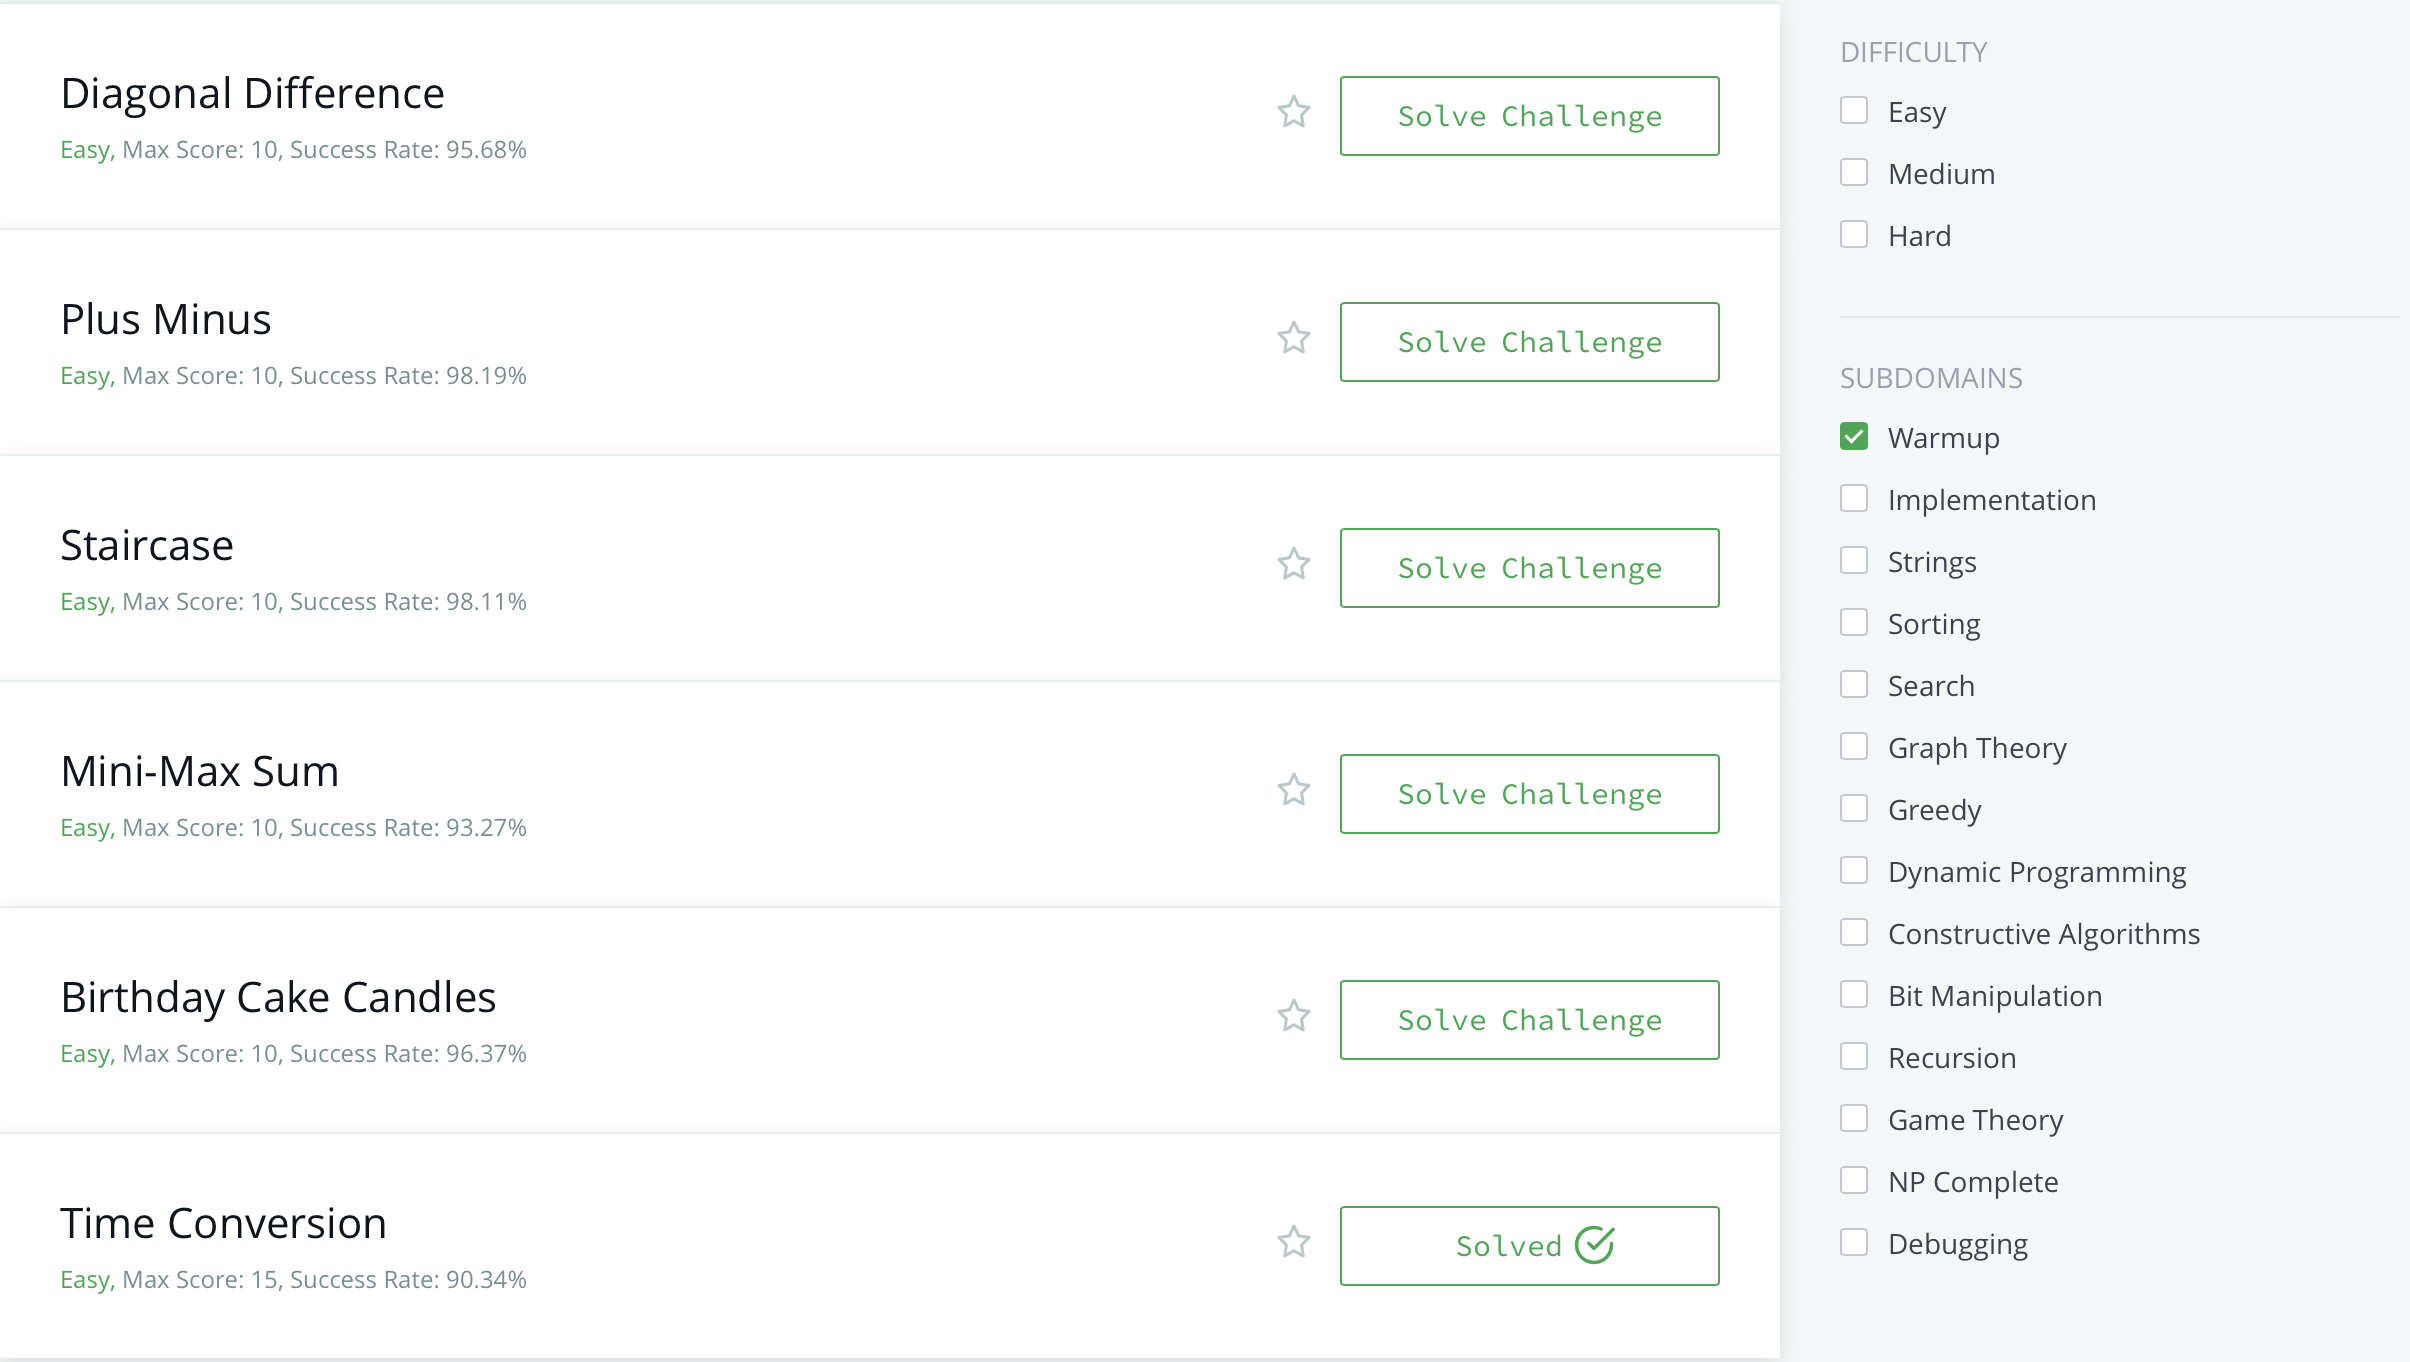 Diagonal Difference
Easy, Max Score: 10, Success Rate: 95.68%
Solve Challenge
Plus Minus
Easy, Max Score: 10, Success Rate: 98.19%
Solve Challenge
Staircase
Easy, Max Score: 10, Success Rate: 98.11%
Solve Challenge
Mini-Max Sum
Easy, Max Score: 10, Success Rate: 93.27%
Solve Challenge
Birthday Cake Candles
Easy, Max Score: 10, Success Rate: 96.37%
Solve Challenge
Time Conversion
Easy, Max Score: 15, Success Rate: 90.34%
Solved
DIFFICULTY
Easy
Medium
Hard
SUBDOMAINS
Warmup
Implementation
Strings
Sorting
Search
Graph Theory
Greedy
Dynamic Programming
Constructive Algorithms
Bit Manipulation
Recursion
Game Theory
NP Complete
Debugging